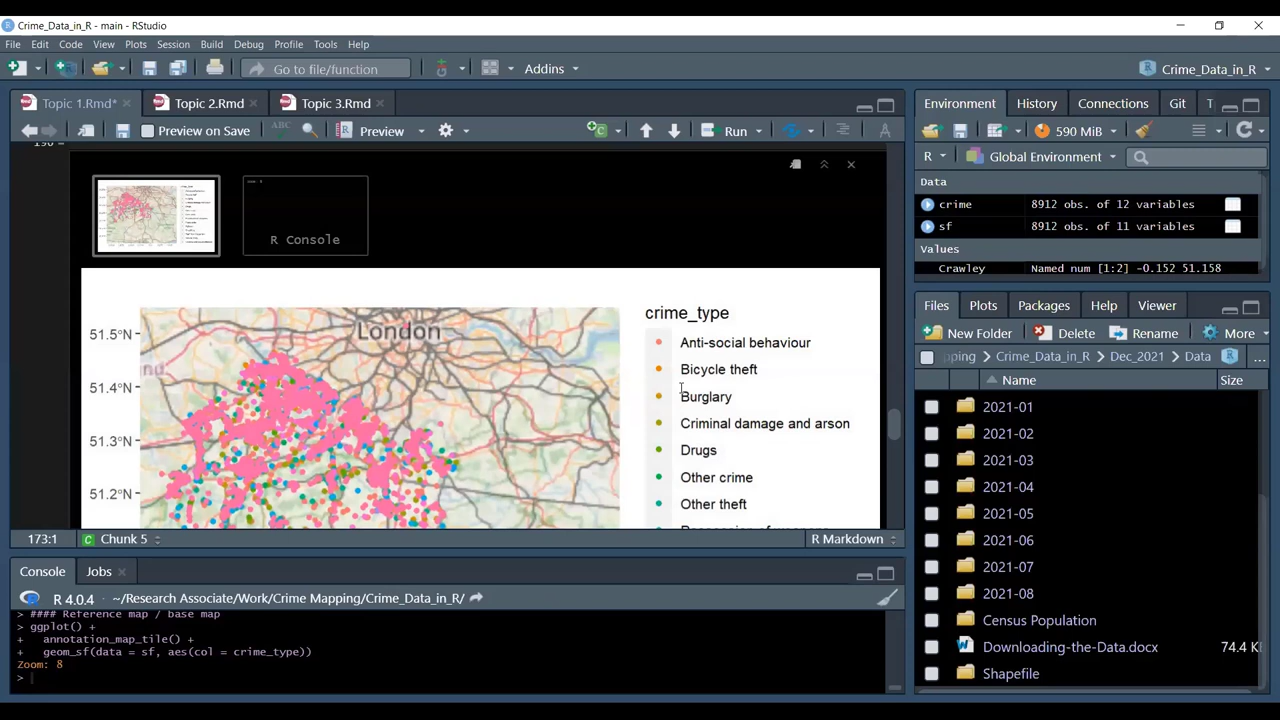 Crime_Data_in_R - main - RStudio
File Edit Code View Plots Session Build Debug Profile Tools Help
Go to file/function Addins Crime_Data_in_R
Topic 1.Rmd* Topic 2.Rmd Topic 3.Rmd
Preview on Save ABC Preview Run
R Console
crime_type
London
51.5°N
51.4°N
51.3°N
51.2°N
Anti-social behaviour
Bicycle theft
Burglary
Criminal damage and arson
Drugs
Other crime
Other theft
173:1 Chunk 5 R Markdown
Console Jobs
R 4.0.4 · ~/Research Associate/Work/Crime Mapping/Crime_Data_in_R/
> #### Reference map / base map
> ggplot() +
+ annotation_map_tile() +
+ geom_sf(data = sf, aes(col = crime_type))
Zoom: 8
>
Environment History Connections Git T
590 MiB
R Global Environment
Data
crime 8912 obs. of 12 variables
sf 8912 obs. of 11 variables
Values
Crawley Named num [1:2] -0.152 51.158
Files Plots Packages Help Viewer
New Folder Delete Rename More
pping Crime_Data_in_R Dec_2021 Data ...
Name Size
2021-01
2021-02
2021-03
2021-04
2021-05
2021-06
2021-07
2021-08
Census Population
Downloading-the-Data.docx 74.4 K
Shapefile